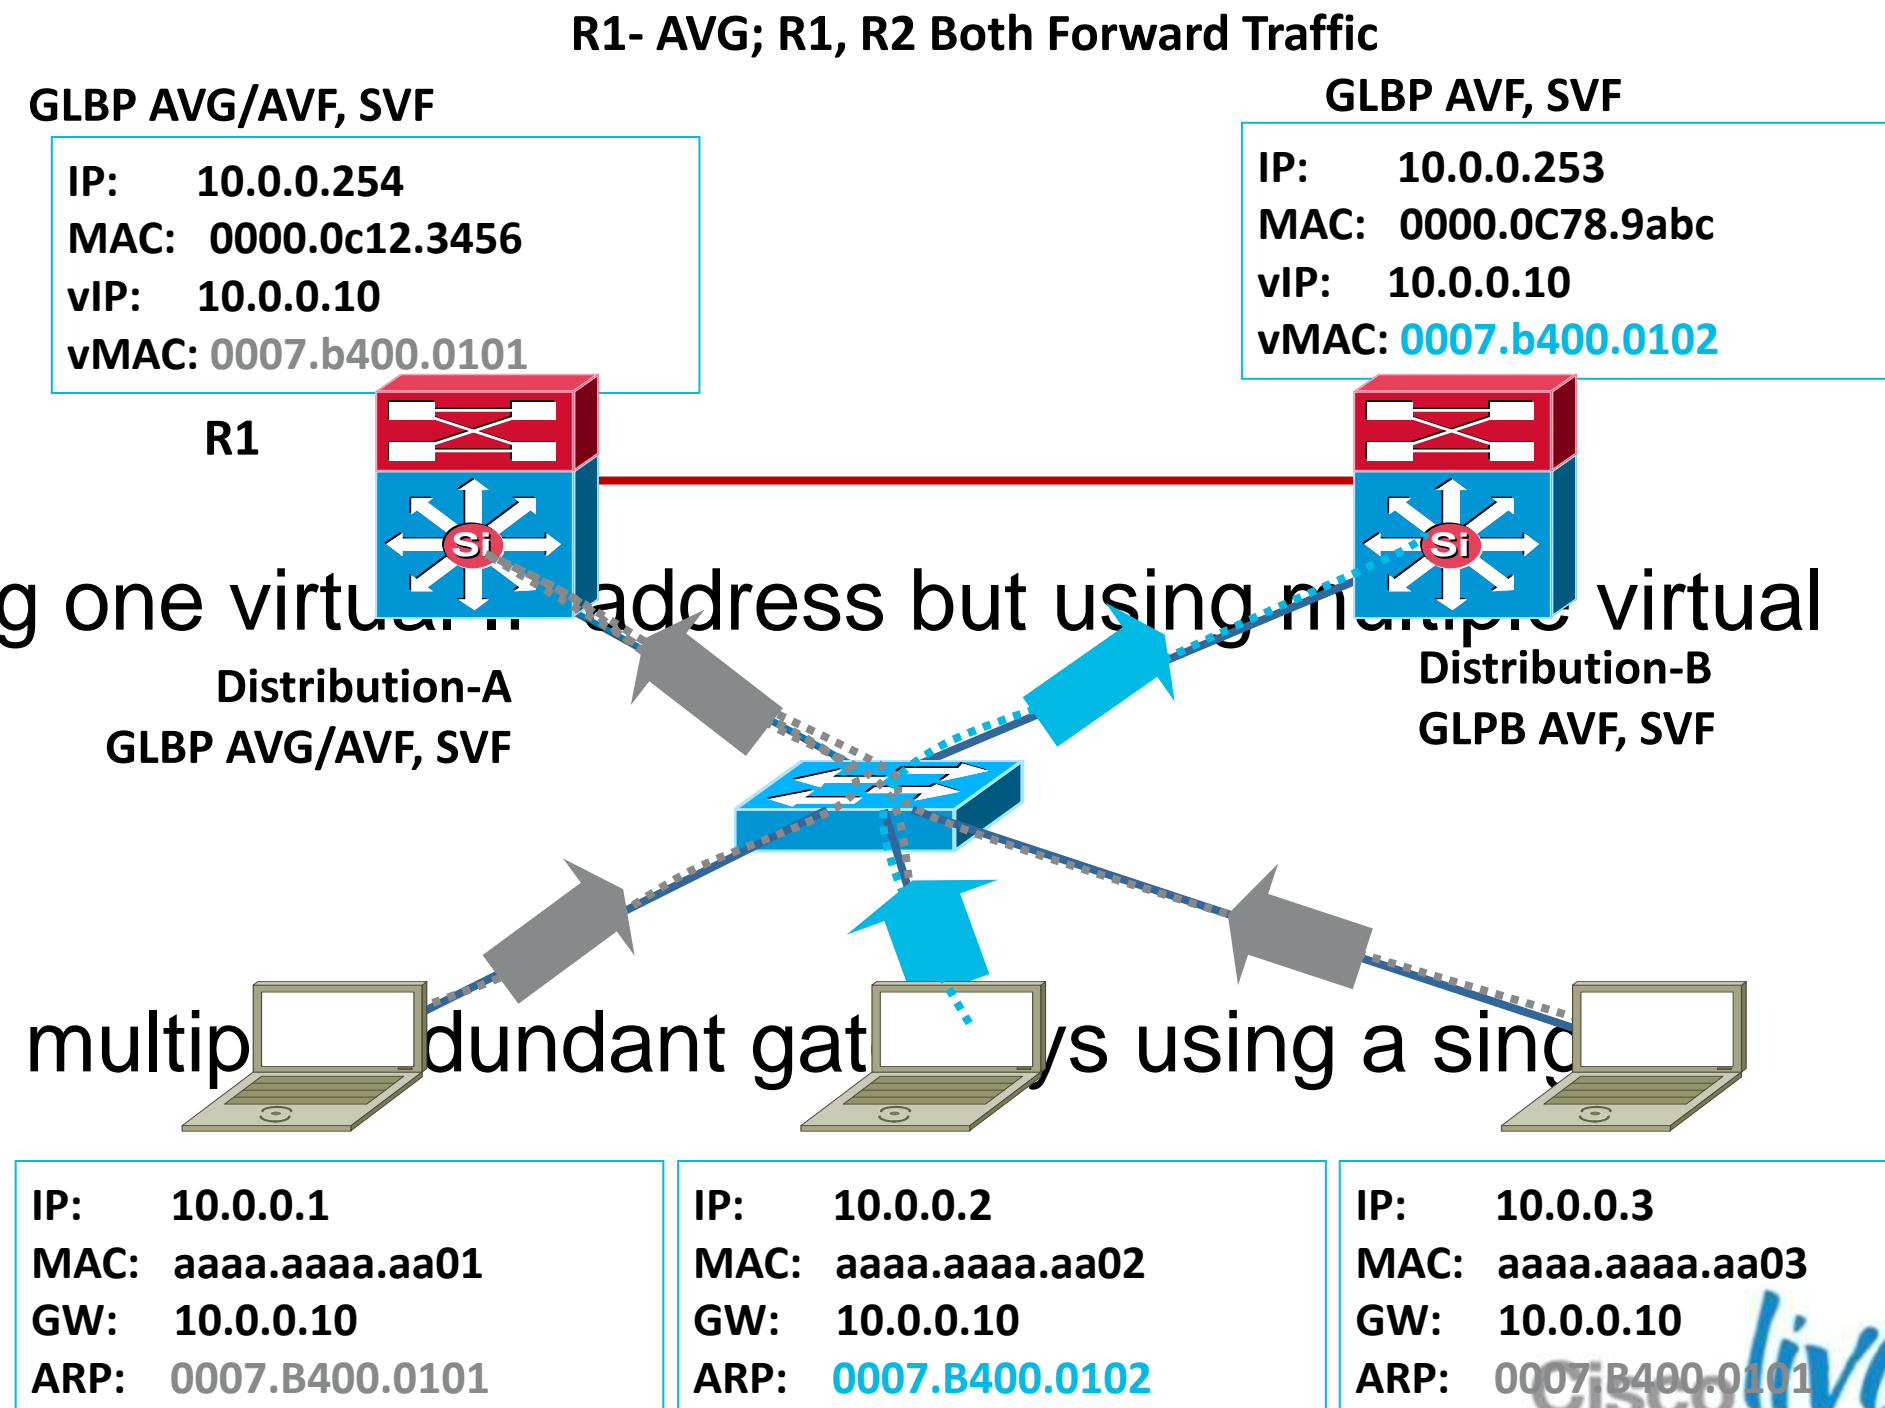 R1- AVG; R1, R2 Both Forward Traffic
GLBP AVG/AVF, SVF
IP: 10.0.0.254
MAC: 0000.0c12.3456
vIP: 10.0.0.10
vMAC: 0007.b400.0101
GLBP AVF, SVF
IP: 10.0.0.253
MAC: 0000.0C78.9abc
vIP: 10.0.0.10
vMAC: 0007.b400.0102
R1
Si
Si
g one virtual address but using virtual
Distribution-A
GLBP AVG/AVF, SVF
Distribution-B
GLPB AVF, SVF
multip dundant gat ys using a sing
IP: 10.0.0.1
MAC: aaaa.aaaa.aa01
GW: 10.0.0.10
ARP: 0007.B400.0101
IP: 10.0.0.2
MAC: aaaa.aaaa.aa02
GW: 10.0.0.10
ARP: 0007.B400.0102
IP: 10.0.0.3
MAC: aaaa.aaaa.aa03
GW: 10.0.0.10
ARP: 0007.B400.0101
Cisco live